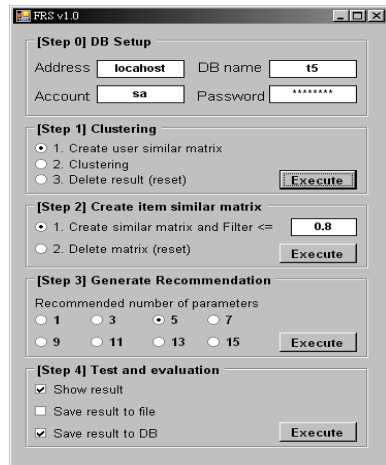 FRS v1.0
[Step 0] DB Setup
Address locahost DB name t5
Account sa Password ********
[Step 1] Clustering
1. Create user similar matrix
2. Clustering
3. Delete result (reset) Execute
[Step 2] Create item similar matrix
1. Create similar matrix and Filter <= 0.8
2. Delete matrix (reset) Execute
[Step 3] Generate Recommendation
Recommended number of parameters
1 3 5 7
9 11 13 15 Execute
[Step 4] Test and evaluation
Show result
Save result to file
Save result to DB Execute